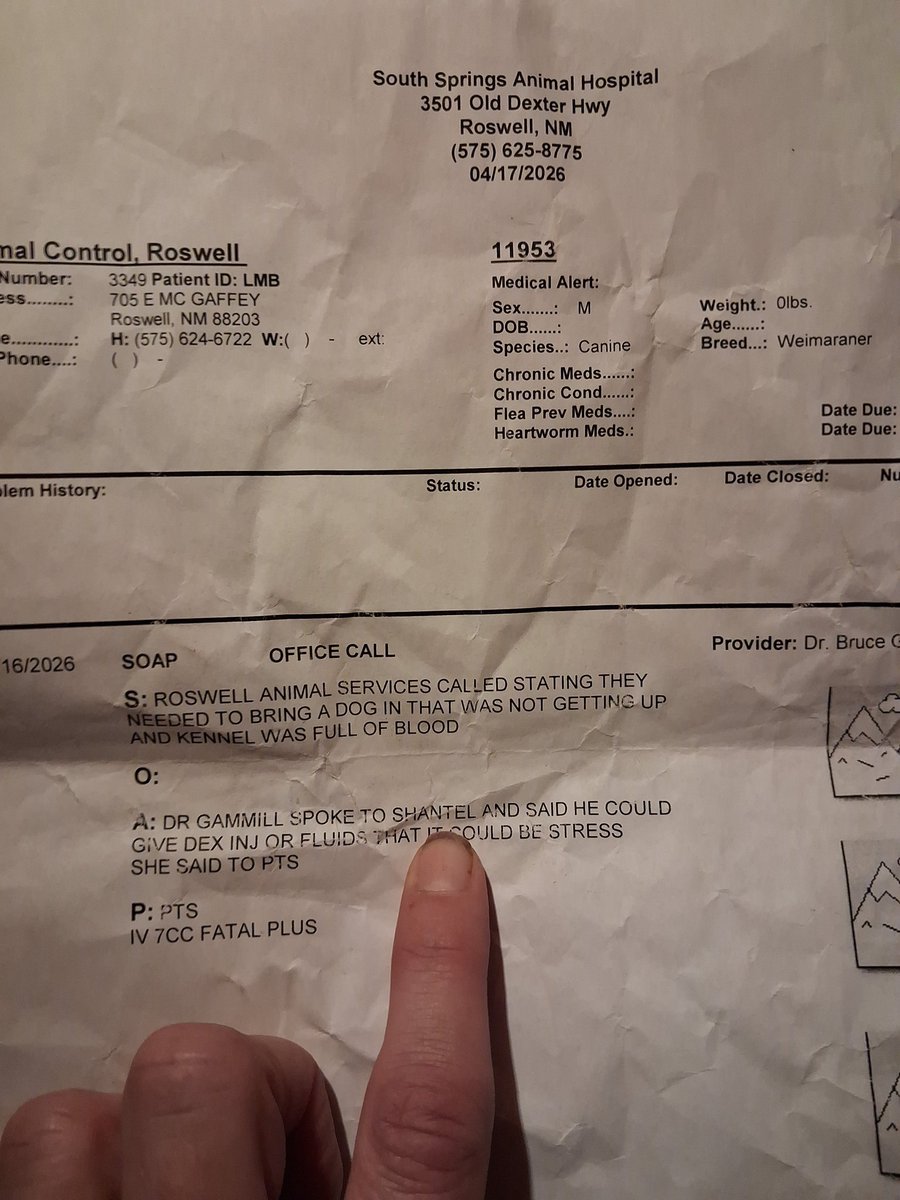 South Springs Animal Hospital
3501 Old Dexter Hwy
Roswell, NM
(575) 625-8775
04/17/2026
mal Control, Roswell
Number: 3349 Patient ID: LMB
ess........: 705 E MC GAFFEY
Roswell, NM 88203
e............: H: (575) 624-6722 W:( ) - ext:
Phone....: ( ) -
11953
Medical Alert:
Sex.......: M Weight.: 0lbs.
DOB......: Age......:
Species..: Canine Breed...: Weimaraner
Chronic Meds......:
Chronic Cond......:
Flea Prev Meds....: Date Due:
Heartworm Meds.: Date Due:
blem History: Status: Date Opened: Date Closed: Nu
16/2026 SOAP OFFICE CALL Provider: Dr. Bruce G
S: ROSWELL ANIMAL SERVICES CALLED STATING THEY
NEEDED TO BRING A DOG IN THAT WAS NOT GETTING UP
AND KENNEL WAS FULL OF BLOOD
O:
A: DR GAMMILL SPOKE TO SHANTEL AND SAID HE COULD
GIVE DEX INJ OR FLUIDS THAT IT COULD BE STRESS
SHE SAID TO PTS
P: PTS
IV 7CC FATAL PLUS